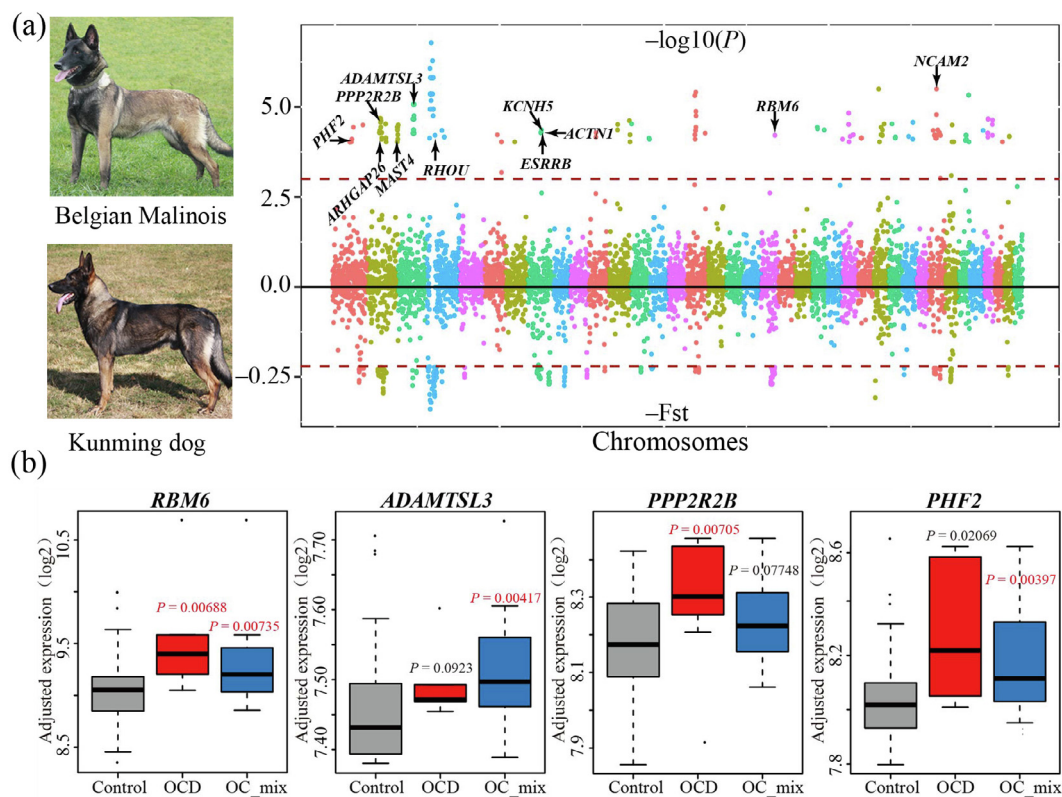 (a)
Belgian Malinois
Kunming dog
–log10(P)
5.0
2.5
0.0
–0.25
PHF2
PPP2R2B
ADAMTSL3
ARHGAP26
MAST4
RHOU
KCNH5
ACTN1
ESRRB
RBM6
NCAM2
–Fst
Chromosomes
(b)
RBM6
Adjusted expression (log2)
10.5
9.5
8.5
P = 0.00688
P = 0.00735
Control OCD OC_mix
ADAMTSL3
Adjusted expression (log2)
7.70
7.60
7.50
7.40
P = 0.0923
P = 0.00417
Control OCD OC_mix
PPP2R2B
Adjusted expression (log2)
8.3
8.1
7.9
P = 0.00705
P = 0.07748
Control OCD OC_mix
PHF2
Adjusted expression (log2)
8.6
8.2
7.8
P = 0.02069
P = 0.00397
Control OCD OC_mix